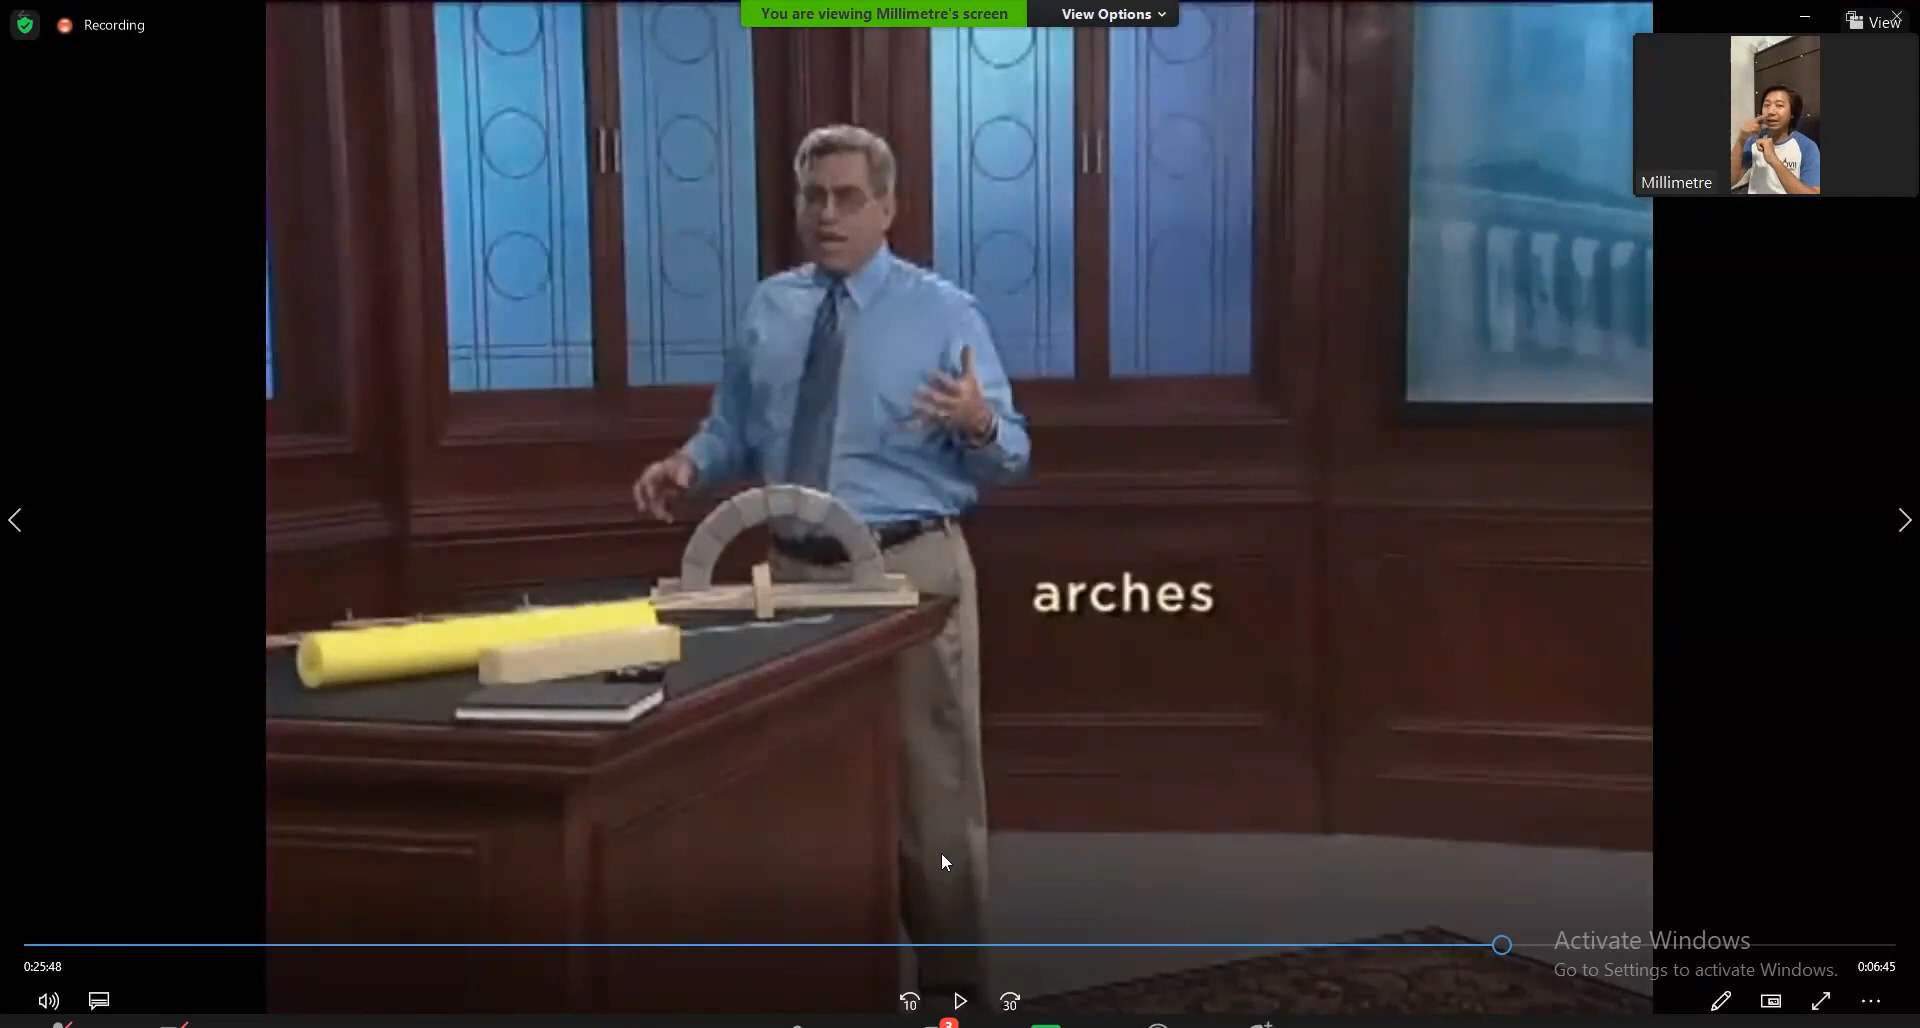 You are viewing Millimetre's screen
View Options
Recording
View
Millimetre
arches
Activate Windows
Go to Settings to activate Windows.
0:25:48
0:06:45
10
30
3